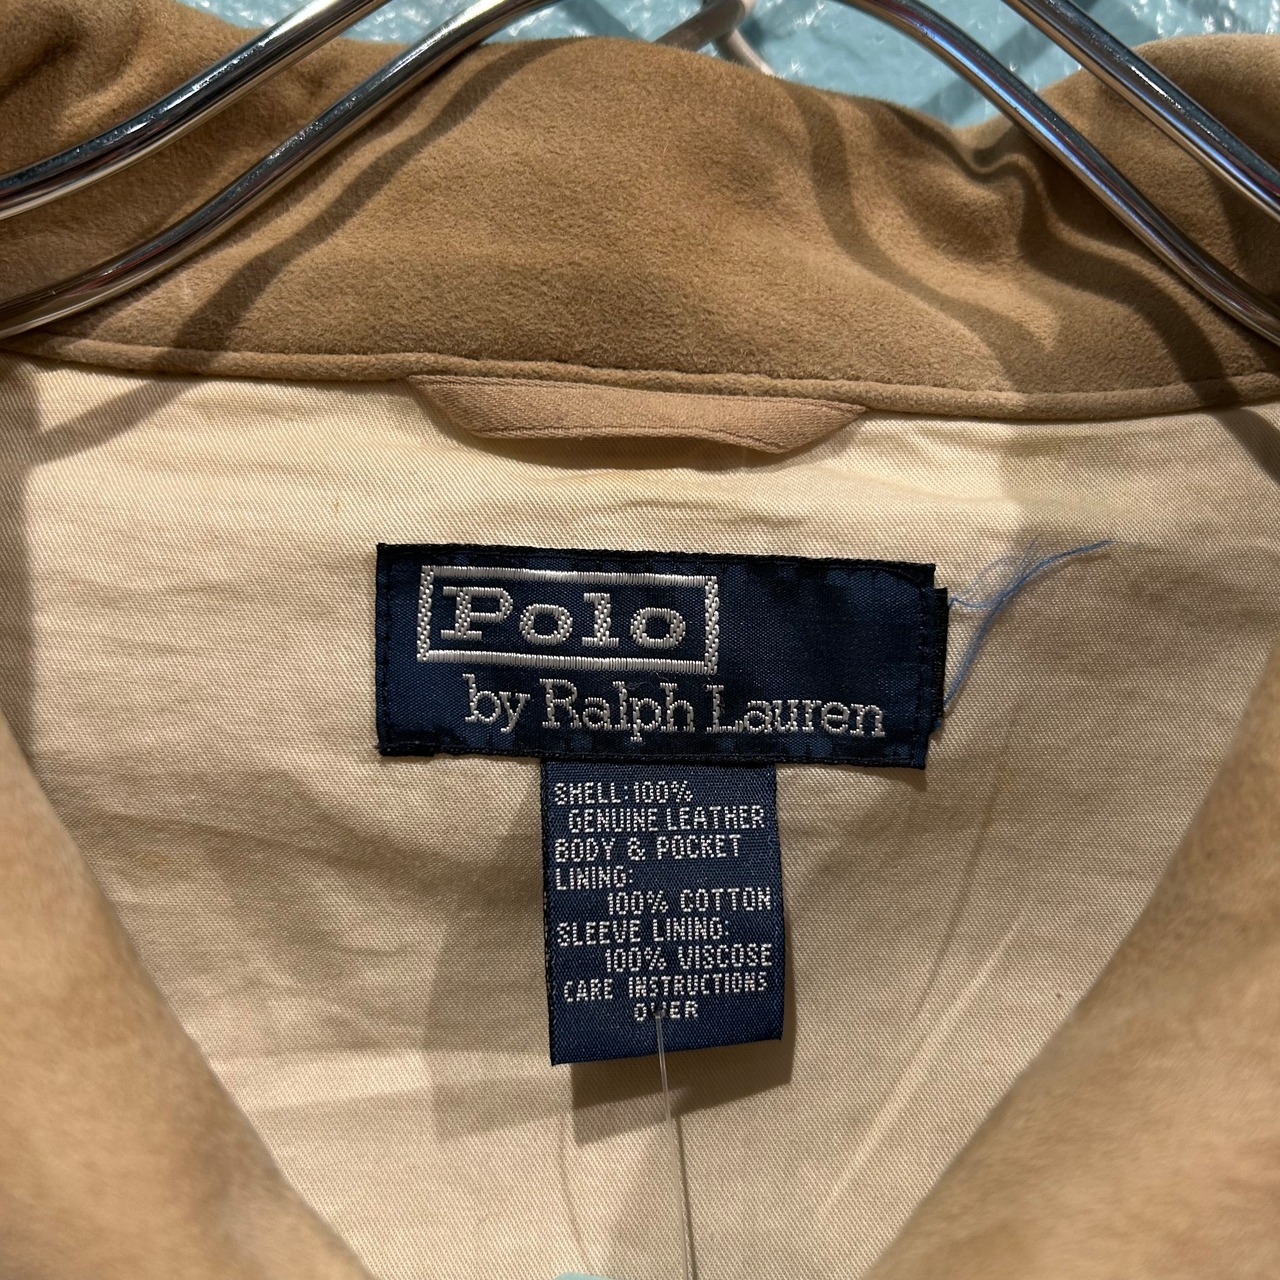 Polo
by Ralph Lauren
SHELL: 100%
GENUINE LEATHER
BODY & POCKET
LINING:
100% COTTON
SLEEVE LINING:
100% VISCOSE
CARE INSTRUCTIONS
OVER